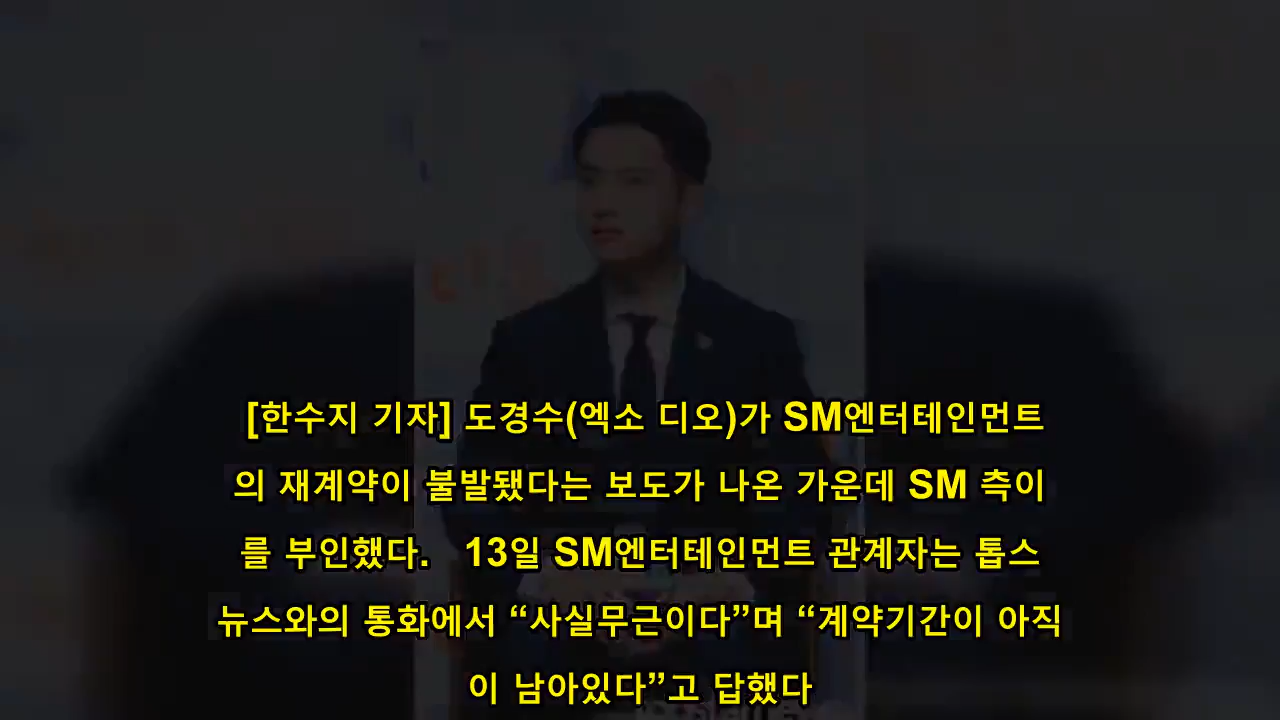 [한수지 기자] 도경수(엑소 디오)가 SM엔터테인먼트
의 재계약이 불발됐다는 보도가 나온 가운데 SM 측이
를 부인했다. 13일 SM엔터테인먼트 관계자는 톱스
뉴스와의 통화에서 “사실무근이다”며 “계약기간이 아직
이 남아있다”고 답했다